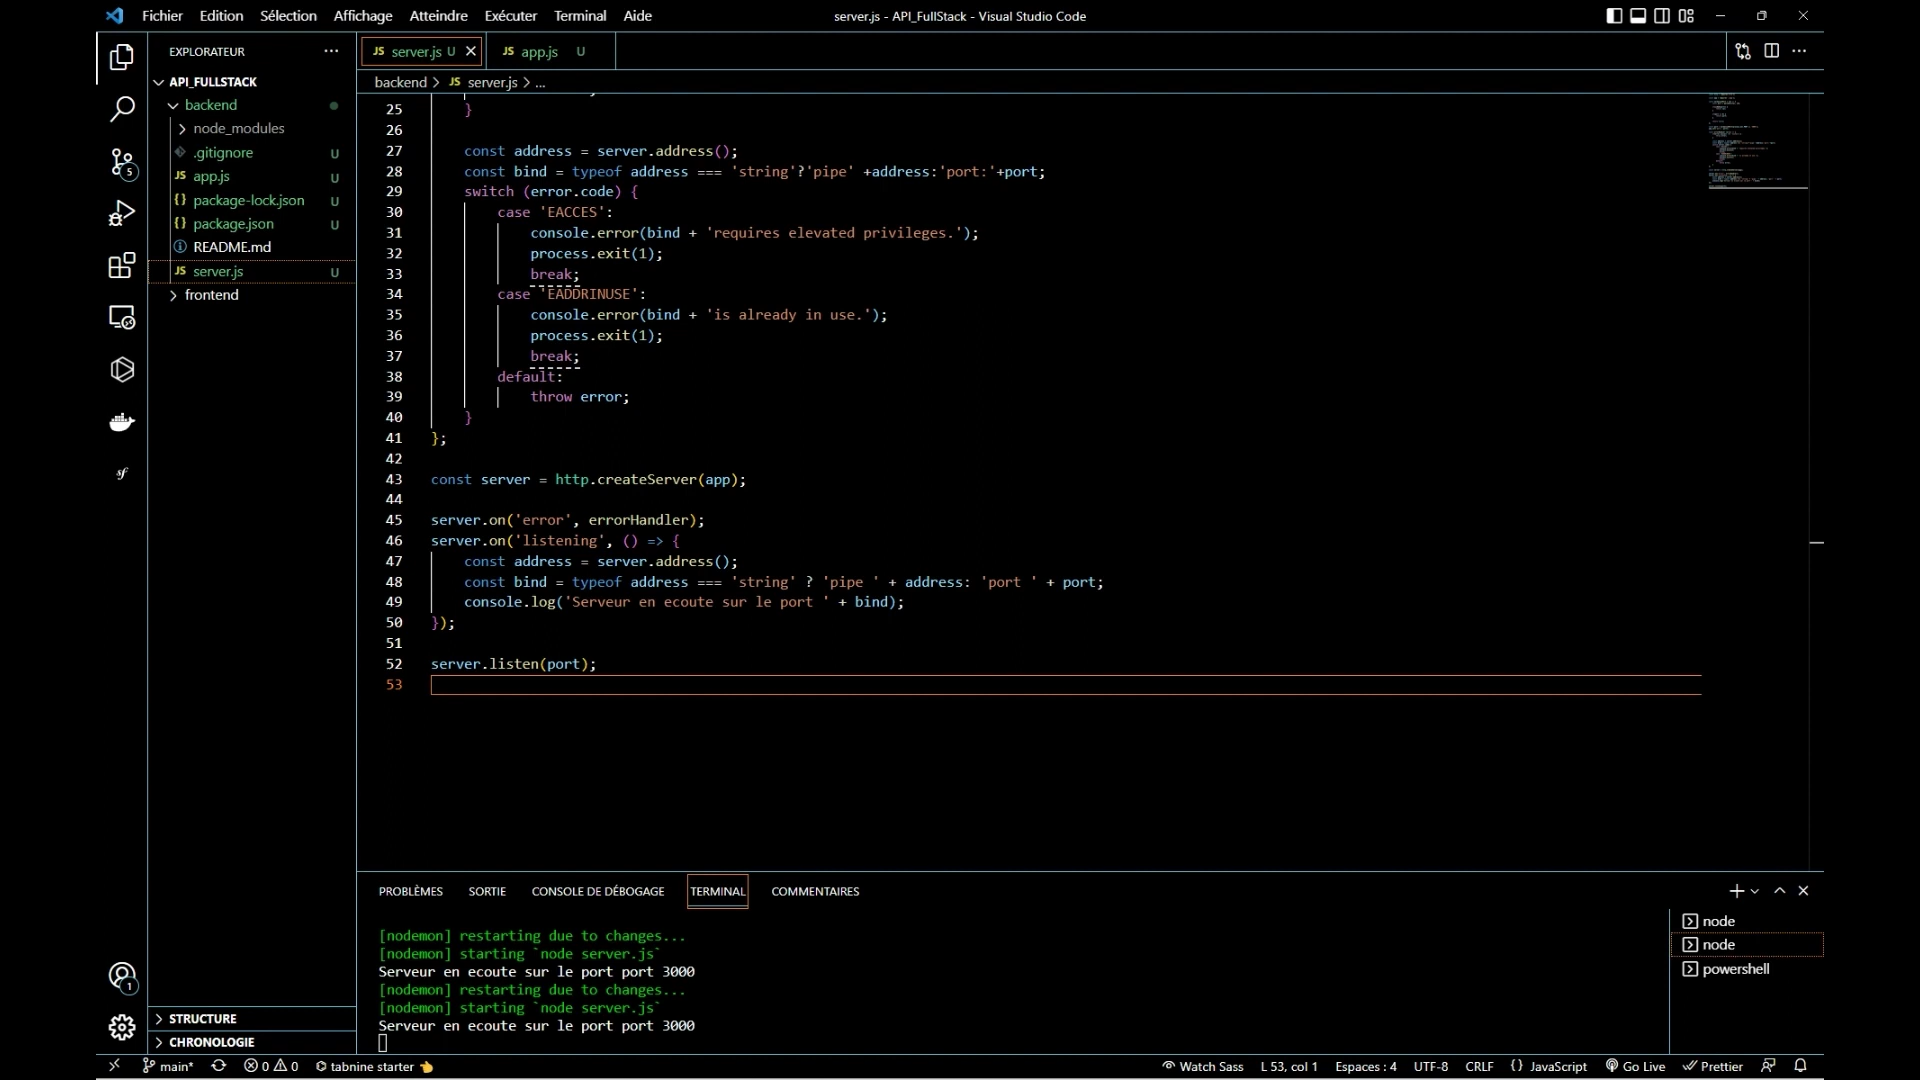 Fichier Edition Sélection Affichage Atteindre Exécuter Terminal Aide
server.js - API_FullStack - Visual Studio Code
EXPLORATEUR
API_FULLSTACK
backend
node_modules
.gitignore U
JS app.js U
{} package-lock.json U
{} package.json U
README.md
JS server.js U
frontend
STRUCTURE
CHRONOLOGIE
5
1
sf
JS server.js U
JS app.js U
backend > JS server.js > ...
25 }
26
27 const address = server.address();
28 const bind = typeof address === 'string'?'pipe' +address:'port:'+port;
29 switch (error.code) {
30 case 'EACCES':
31 console.error(bind + 'requires elevated privileges.');
32 process.exit(1);
33 break;
34 case 'EADDRINUSE':
35 console.error(bind + 'is already in use.');
36 process.exit(1);
37 break;
38 default:
39 throw error;
40 }
41 };
42
43 const server = http.createServer(app);
44
45 server.on('error', errorHandler);
46 server.on('listening', () => {
47 const address = server.address();
48 const bind = typeof address === 'string' ? 'pipe ' + address: 'port ' + port;
49 console.log('Serveur en ecoute sur le port ' + bind);
50 });
51
52 server.listen(port);
53
PROBLÈMES SORTIE CONSOLE DE DÉBOGAGE TERMINAL COMMENTAIRES
[nodemon] restarting due to changes...
[nodemon] starting `node server.js`
Serveur en ecoute sur le port port 3000
[nodemon] restarting due to changes...
[nodemon] starting `node server.js`
Serveur en ecoute sur le port port 3000
node
node
powershell
main* 0 0 tabnine starter
Watch Sass L 53, col 1 Espaces : 4 UTF-8 CRLF {} JavaScript Go Live Prettier